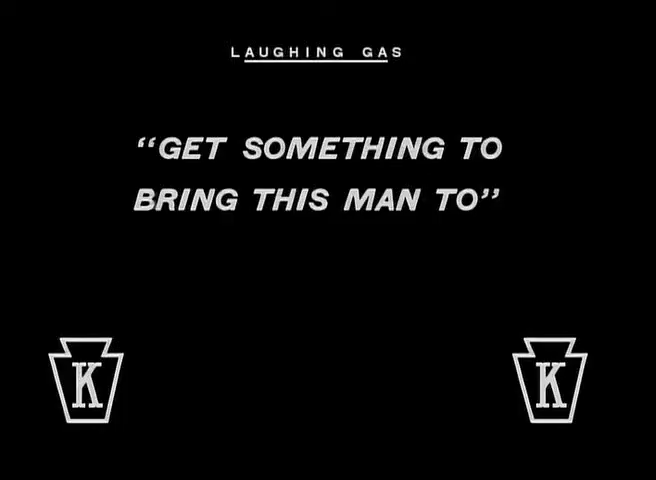 LAUGHING GAS
“GET SOMETHING TO
BRING THIS MAN TO”
K K